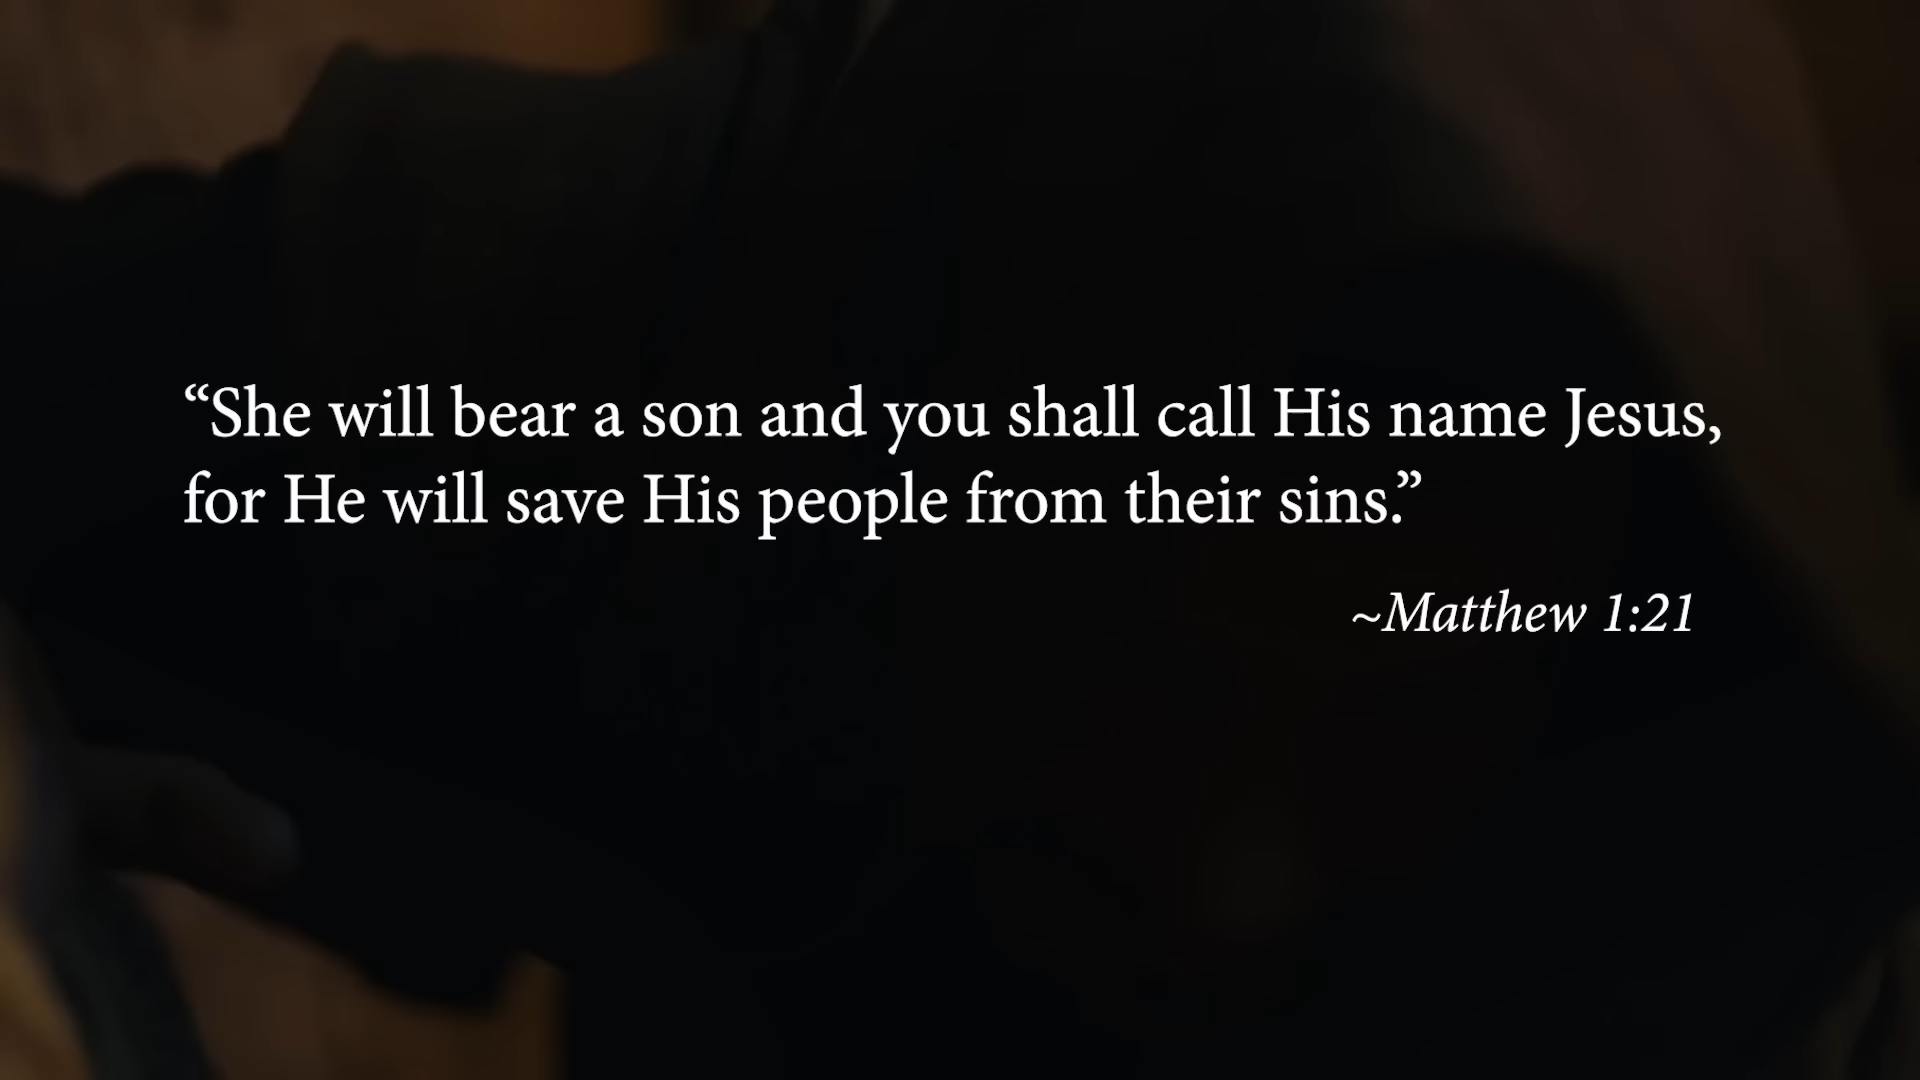 “She will bear a son and you shall call His name Jesus,
for He will save His people from their sins.”
~Matthew 1:21